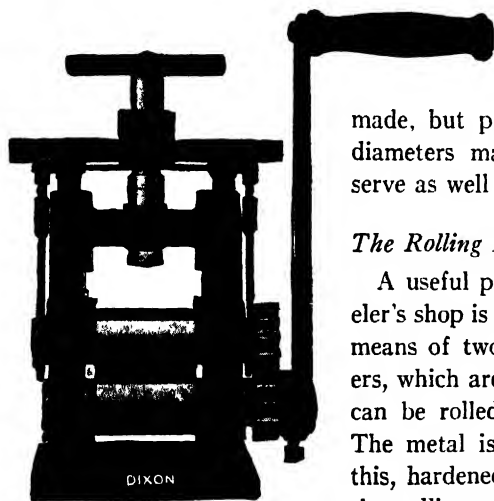 made, but p
diameters ma
serve as well
The Rolling
A useful p
eler's shop is
means of two
ers, which are
can be rolled
The metal is
this, hardened
DIXON